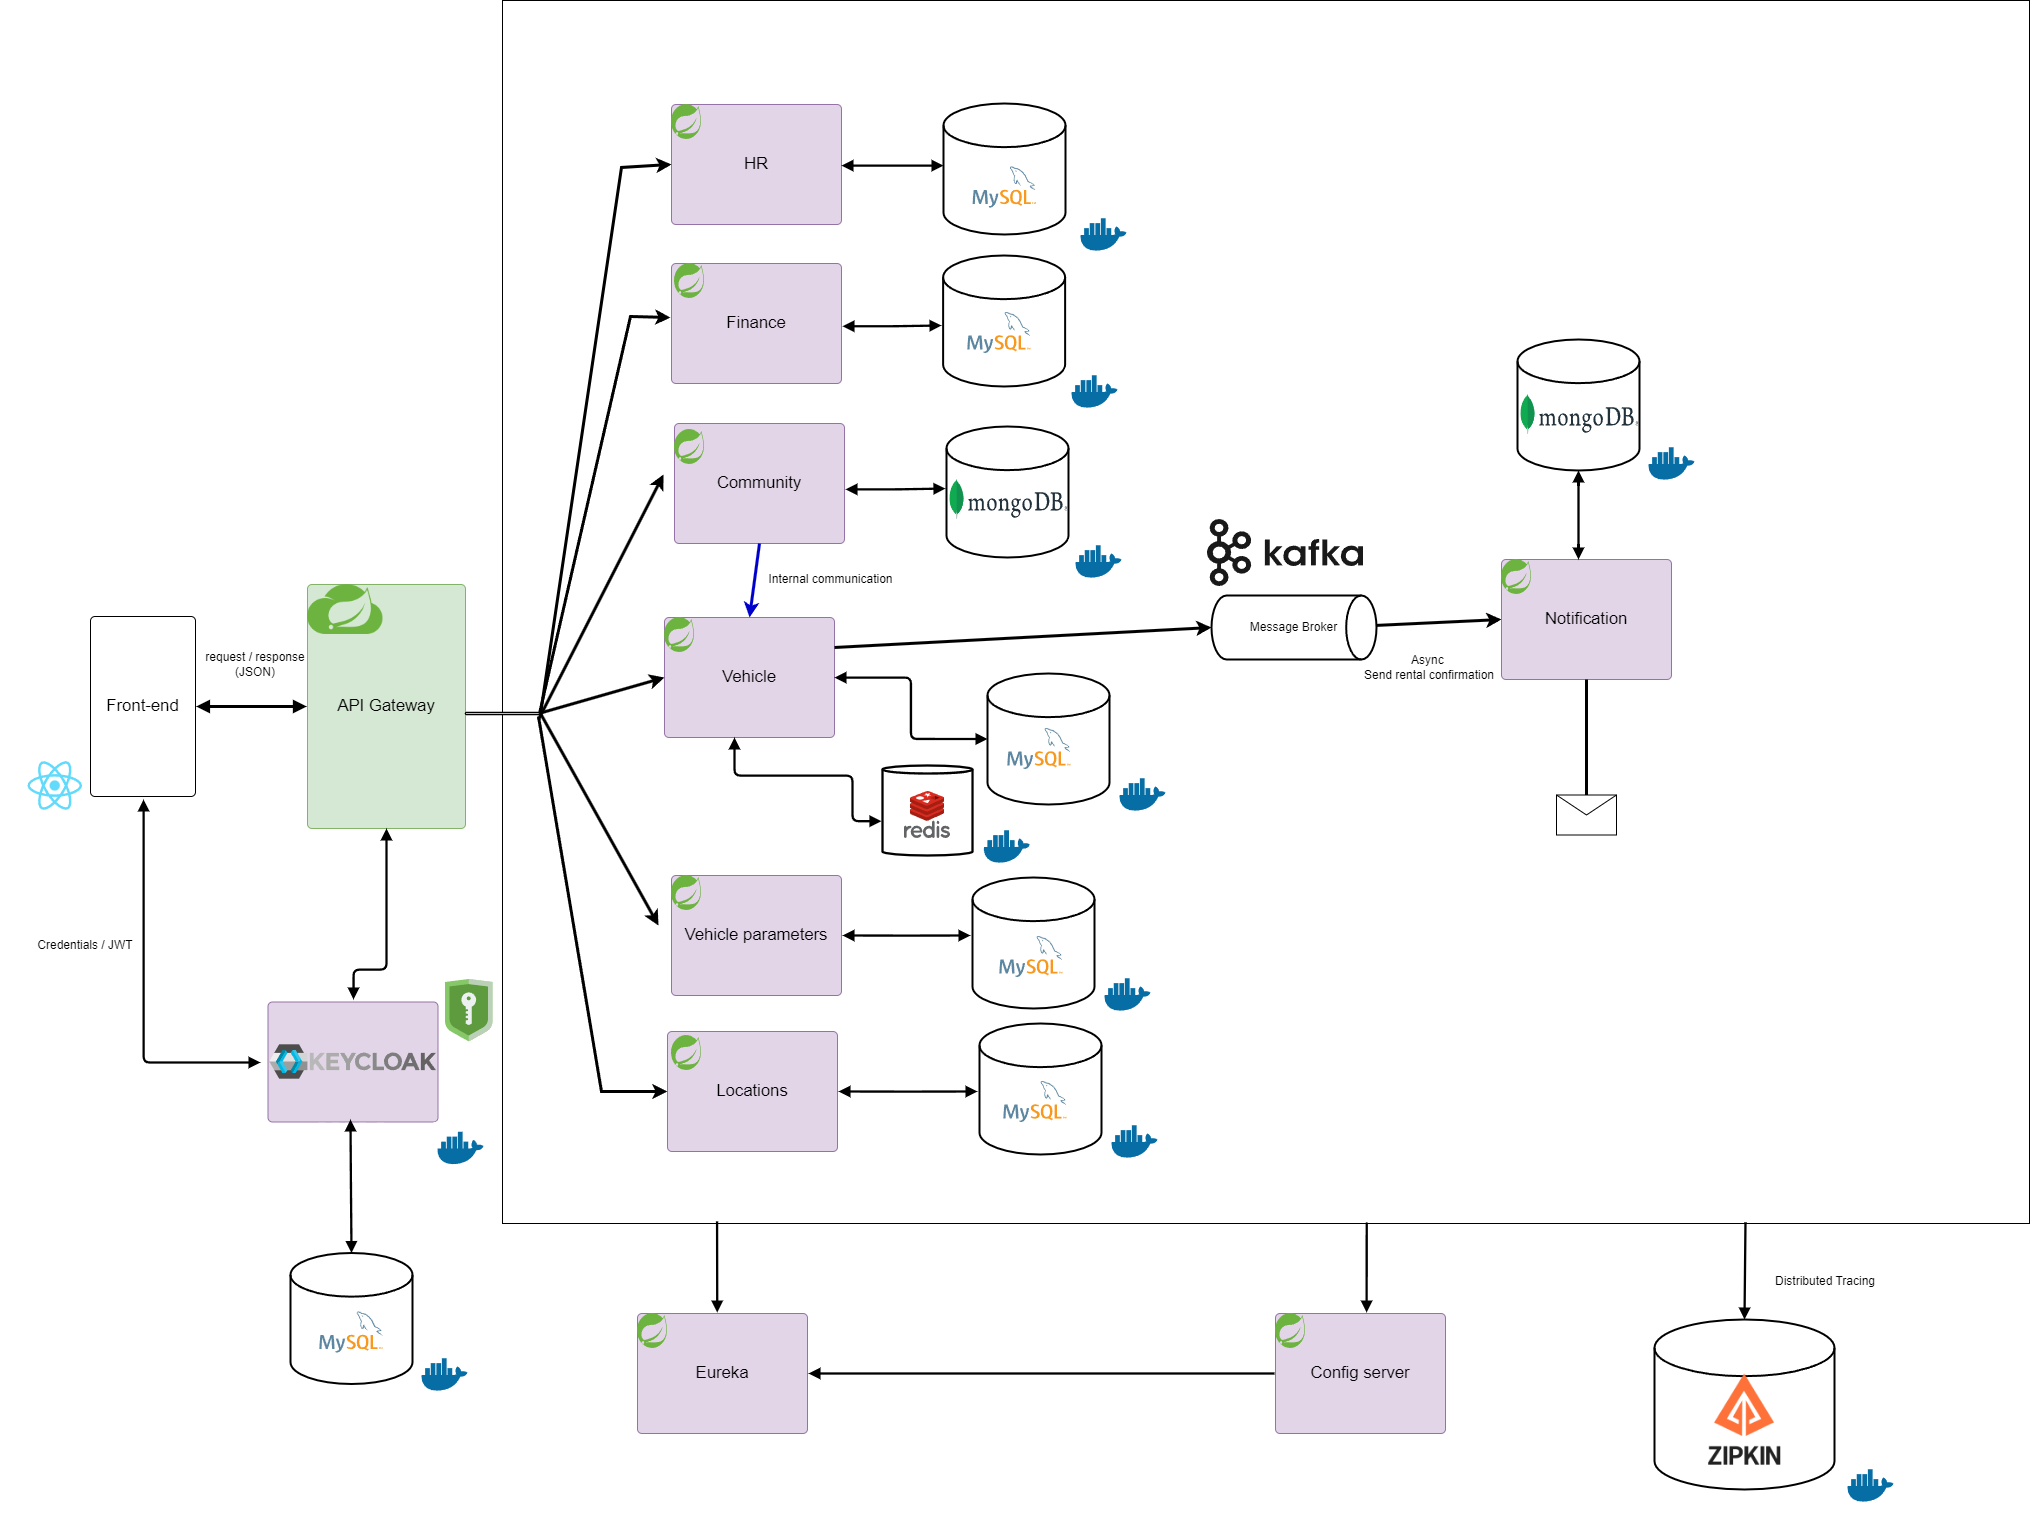 HR
MySQL
Finance
MySQL
mongoDB
Community
mongoDB
kafka
Internal communication
Message Broker
Notification
Async
Send rental confirmation
request / response
(JSON)
Front-end
API Gateway
Vehicle
MySQL
redis
Credentials / JWT
Vehicle parameters
MySQL
KEYCLOAK
Locations
MySQL
Distributed Tracing
MySQL
Eureka
Config server
ZIPKIN